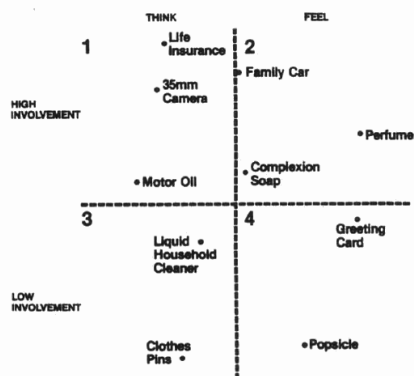 THINK
FEEL
1
Life
Insurance
2
Family Car
35mm
Camera
HIGH
INVOLVEMENT
Perfume
Complexion
Soap
Motor Oil
3
4
Greeting
Card
Liquid
Household
Cleaner
LOW
INVOLVEMENT
Clothes
Pins
Popsicle